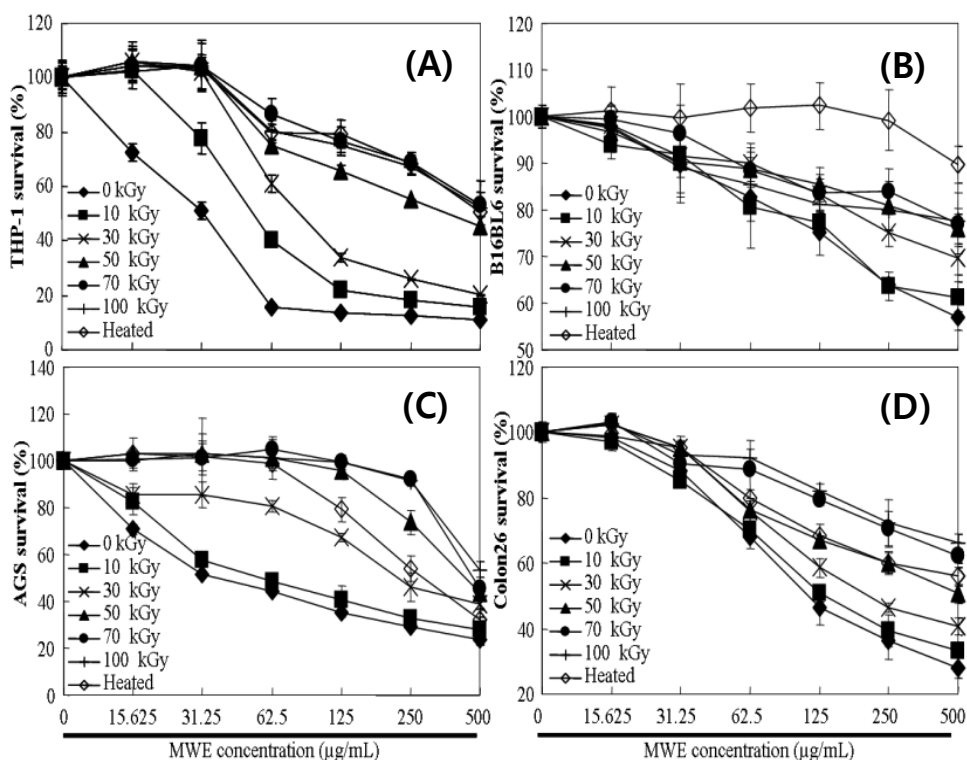 (A)
THP-1 survival (%)
120
100
80
60
40
20
0
0 kGy
10 kGy
30 kGy
50 kGy
70 kGy
100 kGy
Heated
(B)
B16BL6 survival (%)
120
110
100
90
80
70
60
50
0 kGy
10 kGy
30 kGy
50 kGy
70 kGy
100 kGy
Heated
(C)
AGS survival (%)
140
120
100
80
60
40
20
0
0 kGy
10 kGy
30 kGy
50 kGy
70 kGy
100 kGy
Heated
0 15.625 31.25 62.5 125 250 500
MWE concentration (µg/mL)
(D)
Colon26 survival (%)
120
100
80
60
40
20
0 kGy
10 kGy
30 kGy
50 kGy
70 kGy
100 kGy
Heated
0 15.625 31.25 62.5 125 250 500
MWE concentration (µg/mL)